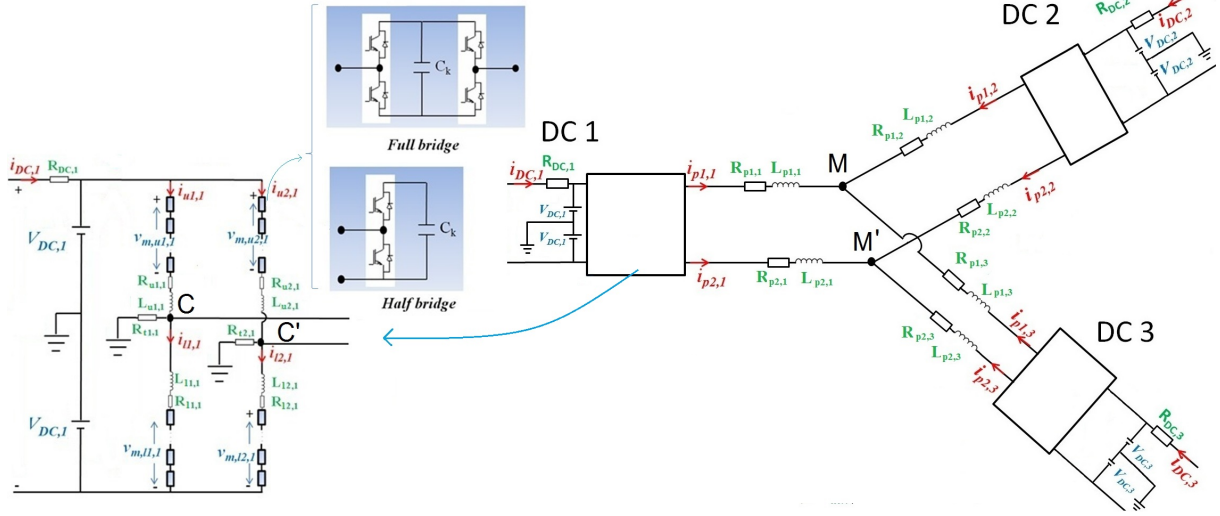 i_DC,1
R_DC,1
+
V_DC,1
V_DC,1
-
i_u1,1
i_u2,1
+
+
v_m,u1,1
v_m,u2,1
-
-
R_u1,1
R_u2,1
L_u1,1
L_u2,1
C
R_t1,1
R_t2,1
C'
i_l1,1
i_l2,1
L_11,1
L_12,1
R_11,1
R_12,1
+
v_m,l1,1
v_m,l2,1
-
-
C_k
Full bridge
C_k
Half bridge
DC 1
i_DC,1
R_DC,1
V_DC,1
V_DC,1
i_p1,1
R_p1,1
L_p1,1
M
i_p2,1
R_p2,1
L_p2,1
M'
DC 2
R_DC,2
i_DC,2
V_DC,2
V_DC,2
i_p1,2
L_p1,2
R_p1,2
i_p2,2
L_p2,2
R_p2,2
R_p1,3
L_p1,3
i_p1,3
R_p2,3
L_p2,3
i_p2,3
DC 3
R_DC,3
i_DC,3
V_DC,3
V_DC,3